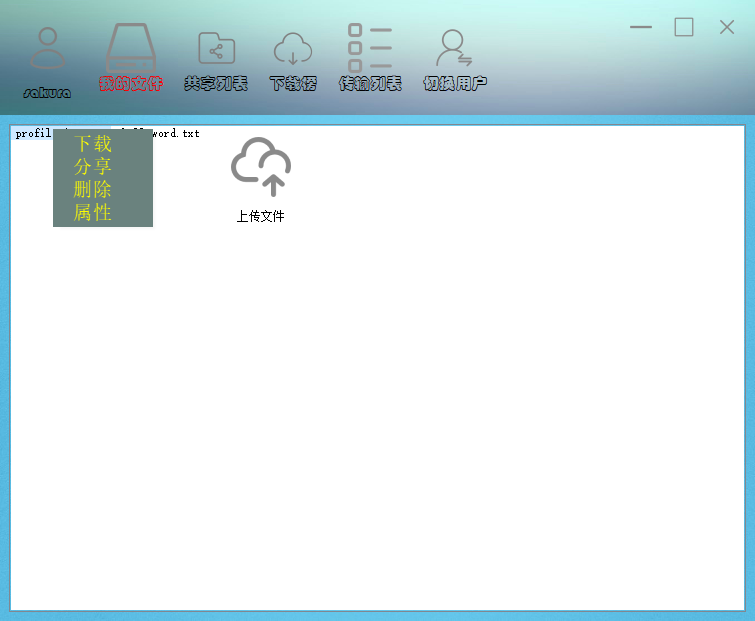 sakura
我的文件
共享列表
下载榜
传输列表
切换用户
profil
word.txt
下载
分享
删除
属性
上传文件